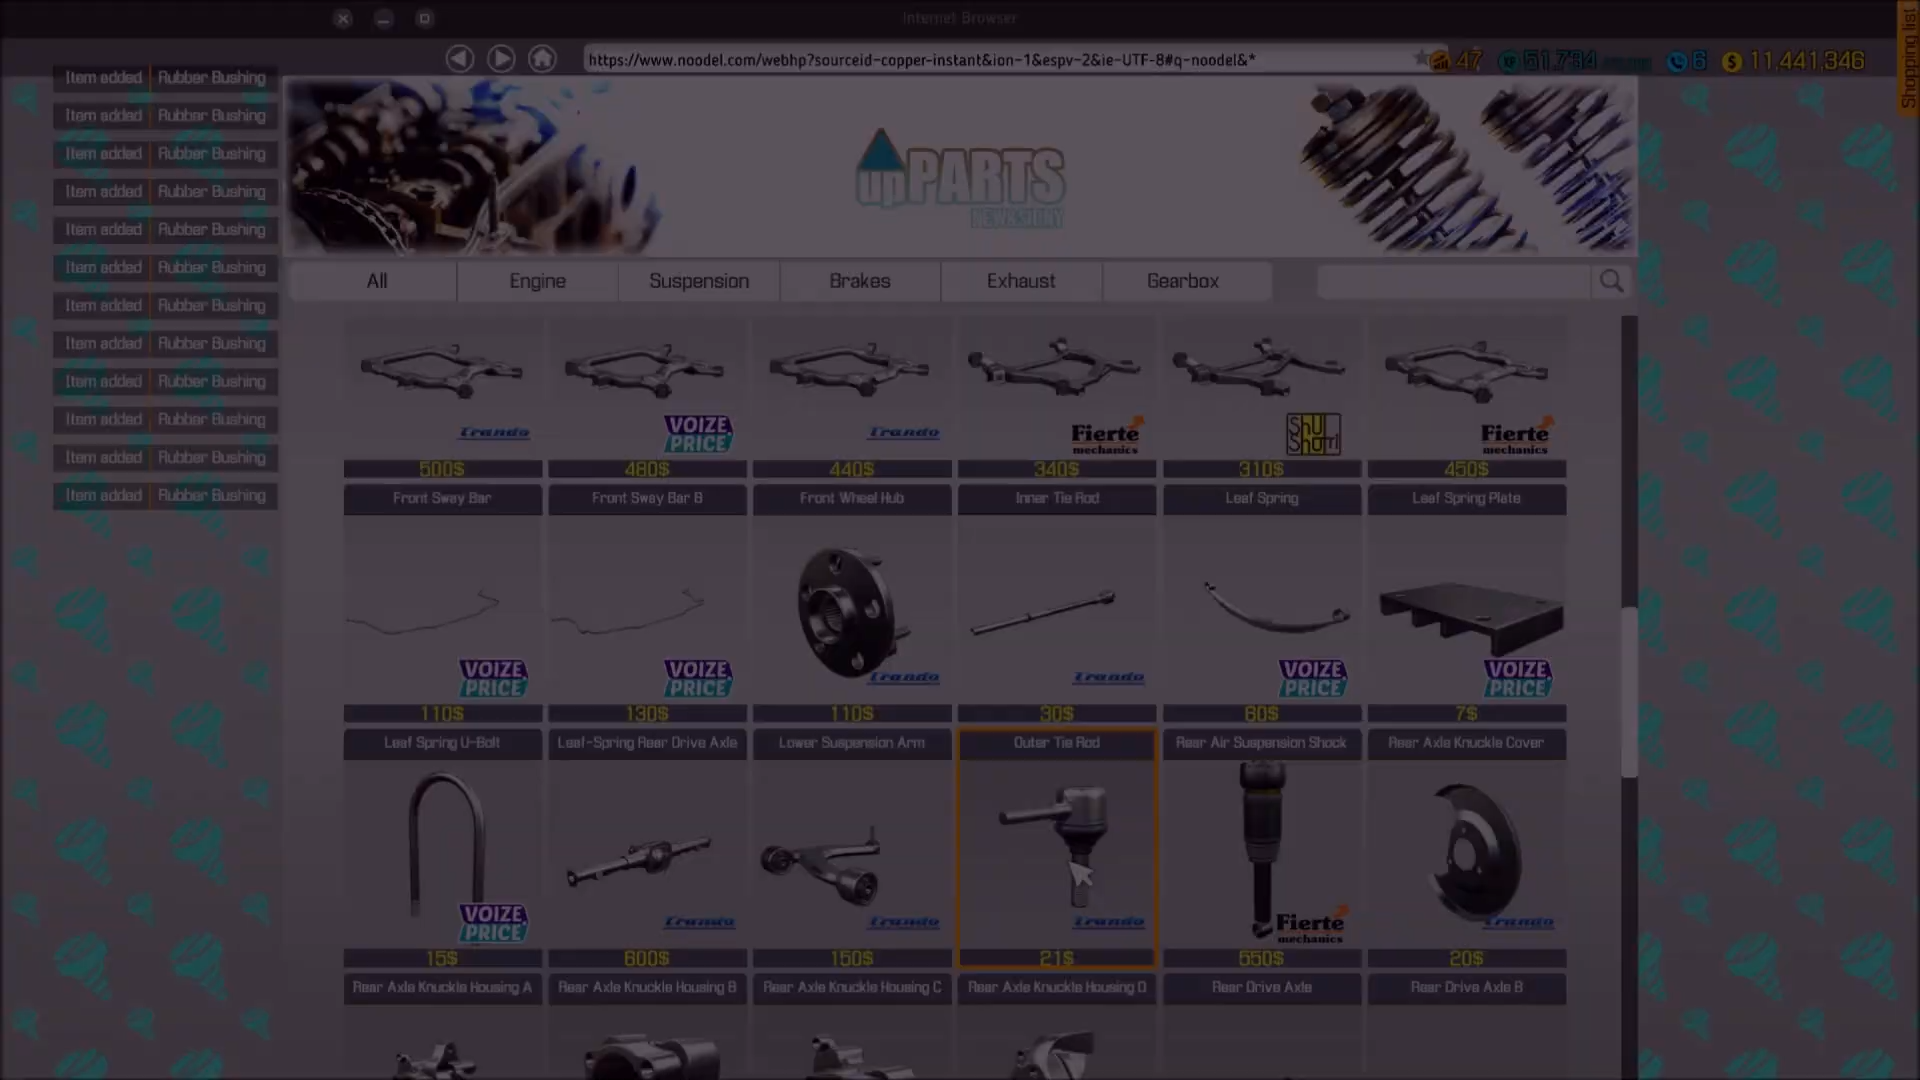 Internet Browser
Shopping list
https://www.noodel.com/webhp?sourceid-copper-instant&ion-1&espv-2&ie-UTF-8#q-noodel&*
47
51,734
6
11,441,346
Item added Rubber Bushing
Item added Rubber Bushing
Item added Rubber Bushing
Item added Rubber Bushing
Item added Rubber Bushing
Item added Rubber Bushing
Item added Rubber Bushing
Item added Rubber Bushing
Item added Rubber Bushing
Item added Rubber Bushing
Item added Rubber Bushing
Item added Rubber Bushing
upPARTS
NEW&SHINY
All Engine Suspension Brakes Exhaust Gearbox
Trando VOIZE PRICE Trando Fierte mechanics Fierte mechanics
500$ 480$ 440$ 340$ 310$ 450$
Front Sway Bar Front Sway Bar B Front Wheel Hub Inner Tie Rod Leaf Spring Leaf Spring Plate
VOIZE PRICE VOIZE PRICE Trando Trando VOIZE PRICE VOIZE PRICE
110$ 130$ 110$ 30$ 60$ 7$
Leaf Spring U-Bolt Leaf-Spring Rear Drive Axle Lower Suspension Arm Outer Tie Rod Rear Air Suspension Shock Rear Axle Knuckle Cover
VOIZE PRICE Trando Trando Trando Fierte mechanics Trando
15$ 600$ 150$ 21$ 550$ 20$
Rear Axle Knuckle Housing A Rear Axle Knuckle Housing B Rear Axle Knuckle Housing C Rear Axle Knuckle Housing D Rear Drive Axle Rear Drive Axle B